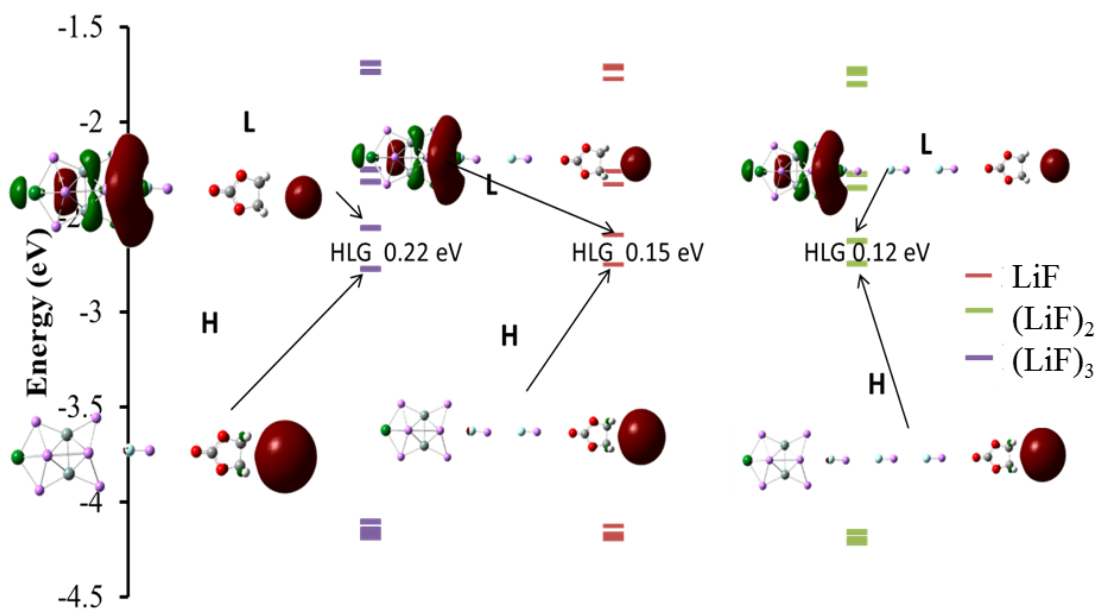 -1.5
-2
L
L
L
HLG 0.22 eV
HLG 0.15 eV
HLG 0.12 eV
LiF
-3
(LiF)2
H
H
(LiF)3
H
-3.5
-4
-4.5
Energy (eV)